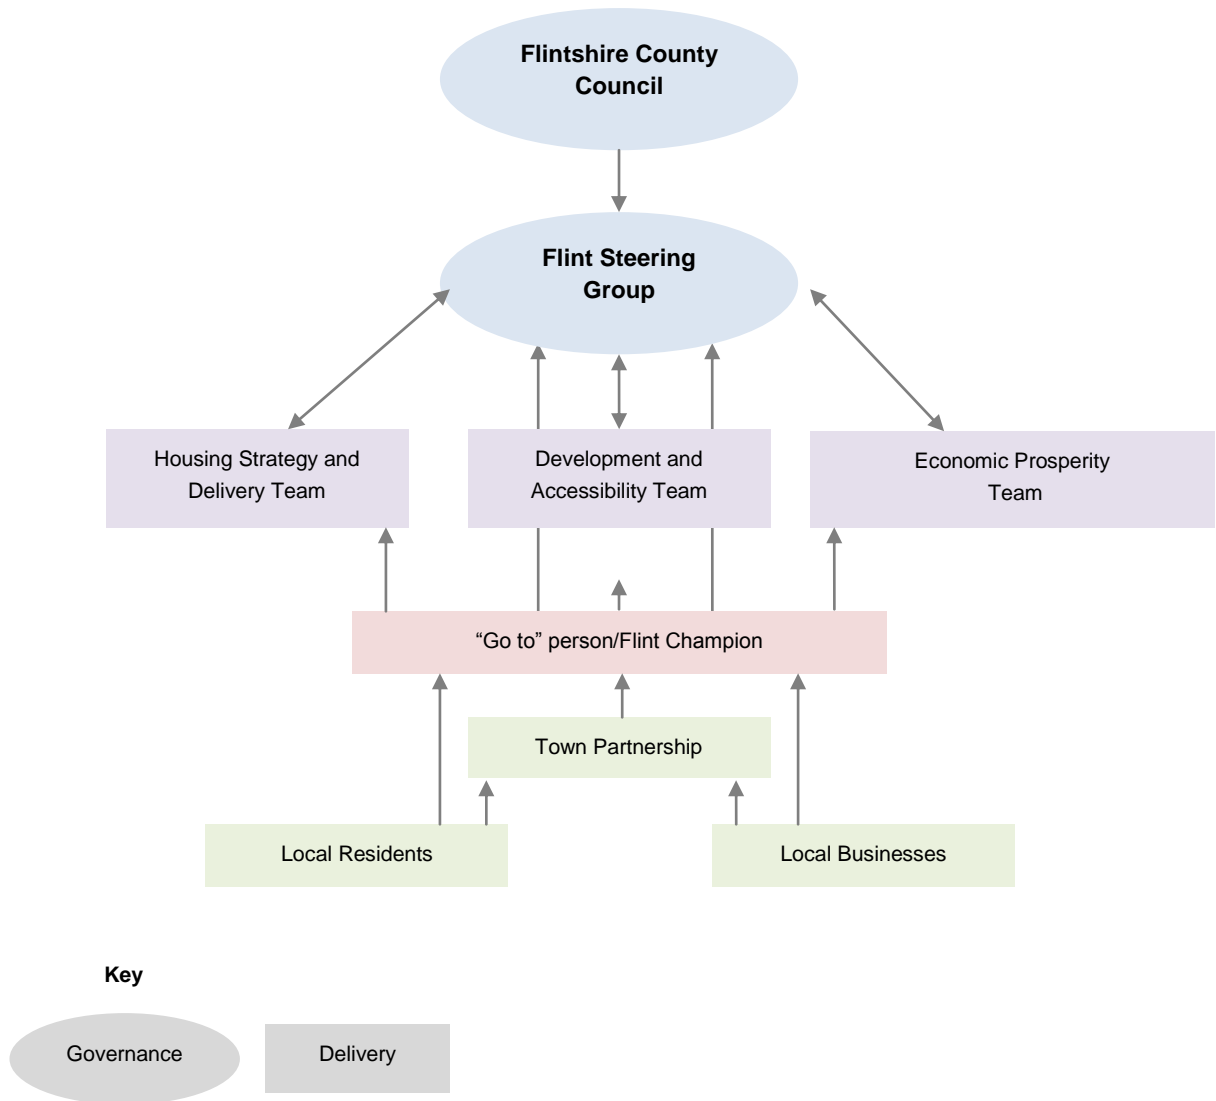 Flintshire County
Council
Flint Steering
Group
Housing Strategy and
Delivery Team
Development and
Accessibility Team
Economic Prosperity
Team
“Go to” person/Flint Champion
Town Partnership
Local Residents
Local Businesses
Key
Governance
Delivery